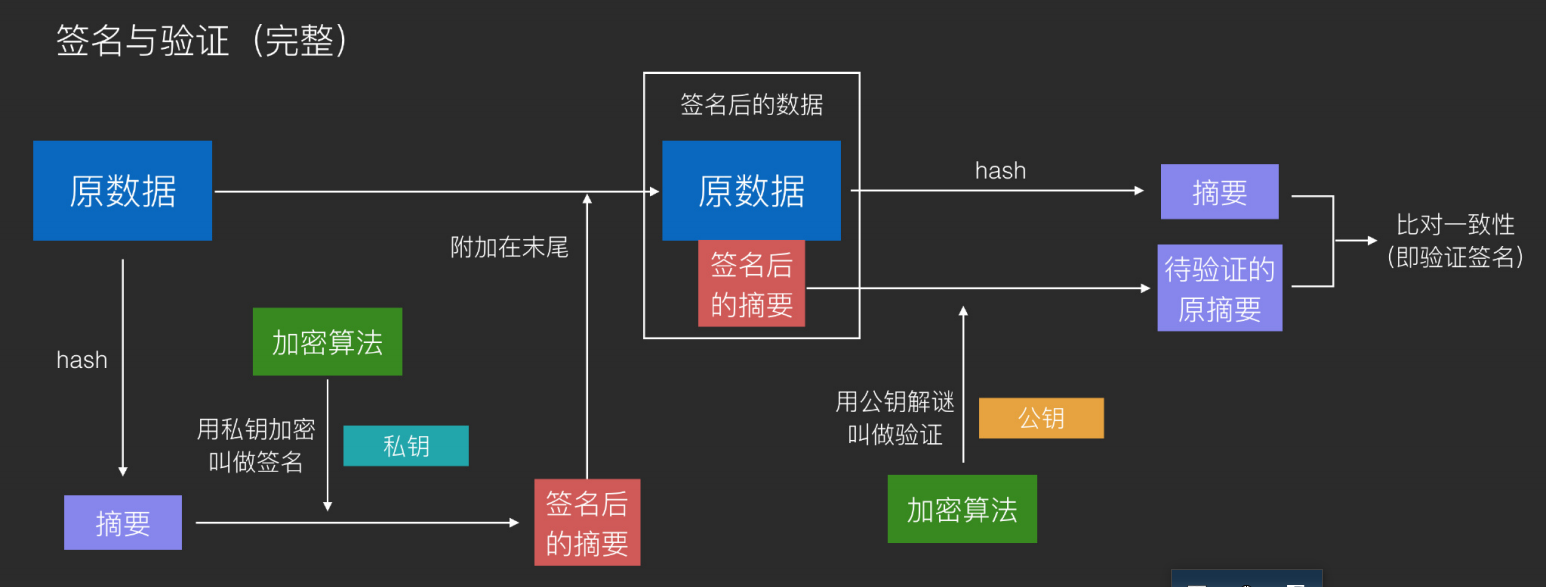 签名与验证（完整）
签名后的数据
原数据
原数据
hash
摘要
比对一致性
(即验证签名)
附加在末尾
签名后
的摘要
待验证的
原摘要
加密算法
hash
用私钥加密
叫做签名
私钥
用公钥解谜
叫做验证
公钥
摘要
签名后
的摘要
加密算法